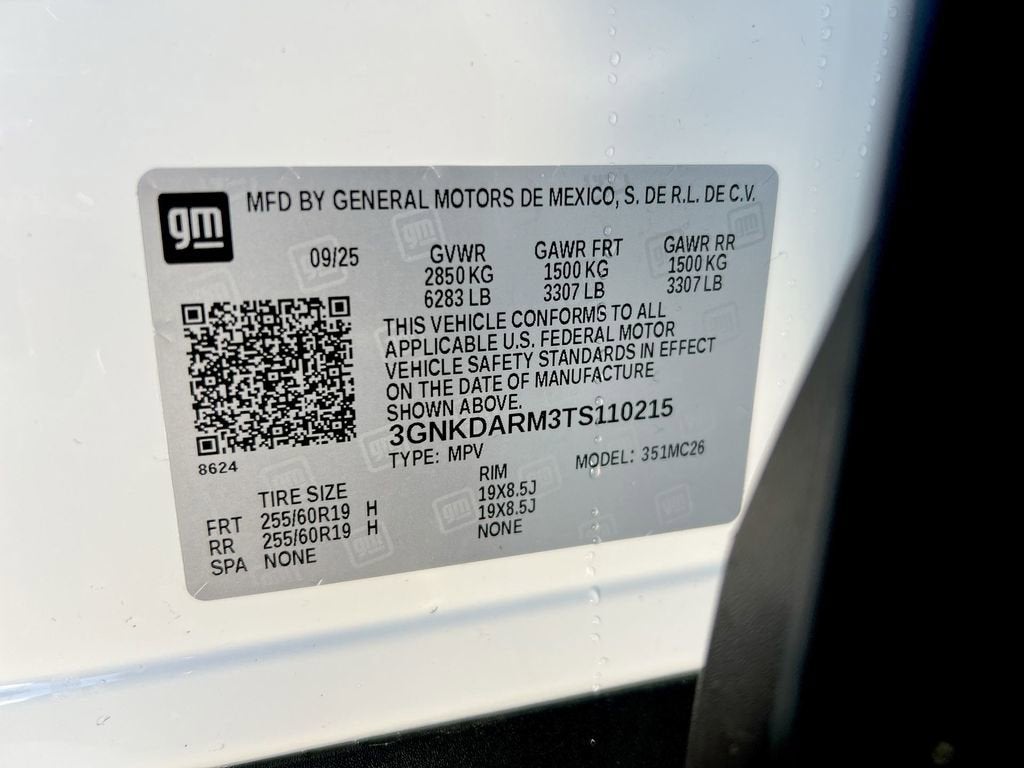 gm
MFD BY GENERAL MOTORS DE MEXICO, S. DE R.L. DE C.V.
09/25 GVWR GAWR FRT GAWR RR
2850 KG 1500 KG 1500 KG
6283 LB 3307 LB 3307 LB
THIS VEHICLE CONFORMS TO ALL
APPLICABLE U.S. FEDERAL MOTOR
VEHICLE SAFETY STANDARDS IN EFFECT
ON THE DATE OF MANUFACTURE
SHOWN ABOVE.
3GNKDARM3TS110215
8624
TYPE: MPV MODEL: 351MC26
TIRE SIZE RIM
FRT 255/60R19 H 19X8.5J
RR 255/60R19 H 19X8.5J
SPA NONE NONE